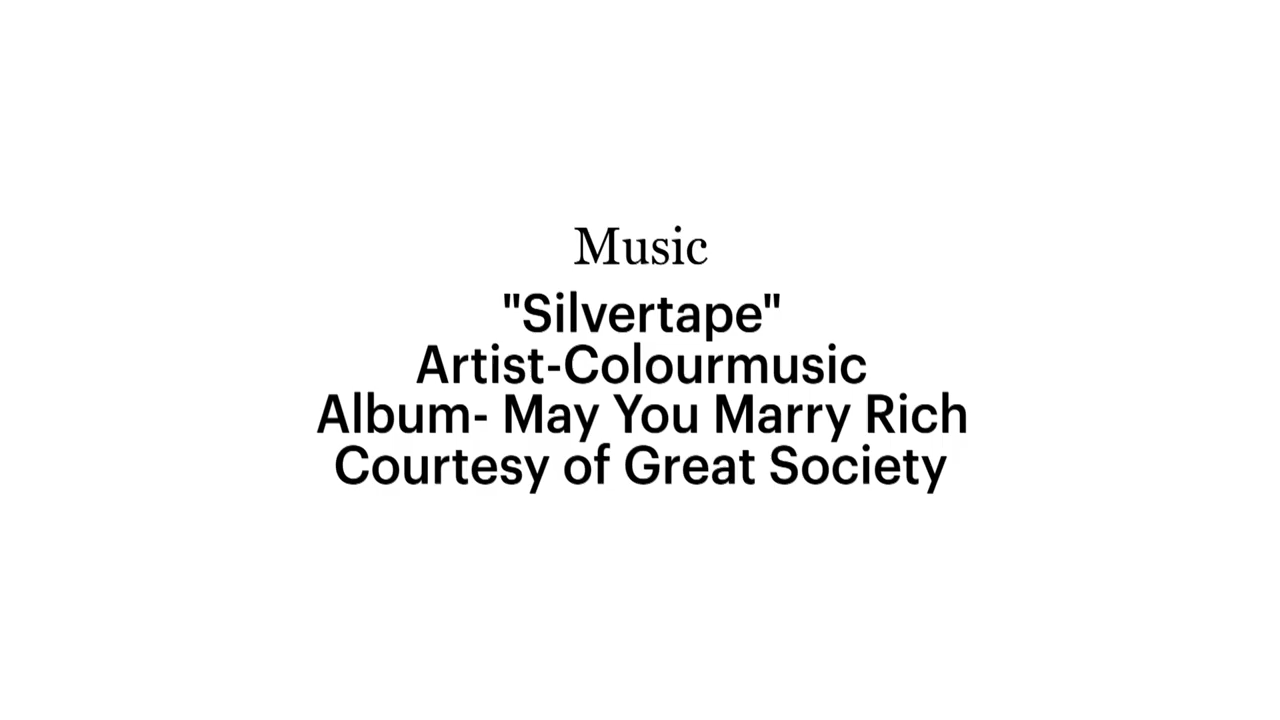 Music
"Silvertape"
Artist-Colourmusic
Album- May You Marry Rich
Courtesy of Great Society